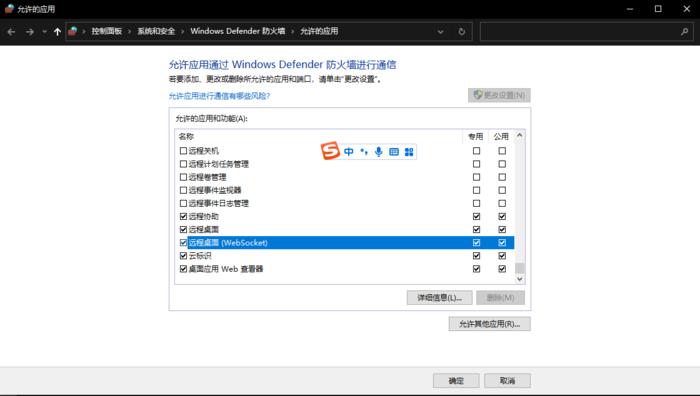 允许的应用
控制面板 › 系统和安全 › Windows Defender 防火墙 › 允许的应用
允许应用通过 Windows Defender 防火墙进行通信
若要添加、更改或删除所允许的应用和端口，请单击"更改设置"。
允许应用进行通信有哪些风险?
更改设置(N)
允许的应用和功能(A):
名称 专用 公用
远程关机
中
远程计划任务管理
远程卷管理
远程事件监视器
远程事件日志管理
远程协助
远程桌面
远程桌面 (WebSocket)
云标识
桌面应用 Web 查看器
详细信息(L)... 删除(M)
允许其他应用(R)...
确定 取消